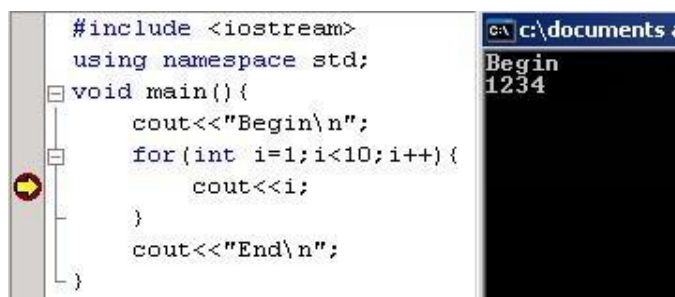 #include <iostream>
using namespace std;
void main(){
cout<<"Begin\n";
for(int i=1;i<10;i++){
cout<<i;
}
cout<<"End\n";
}
c:\documents a
Begin
1234